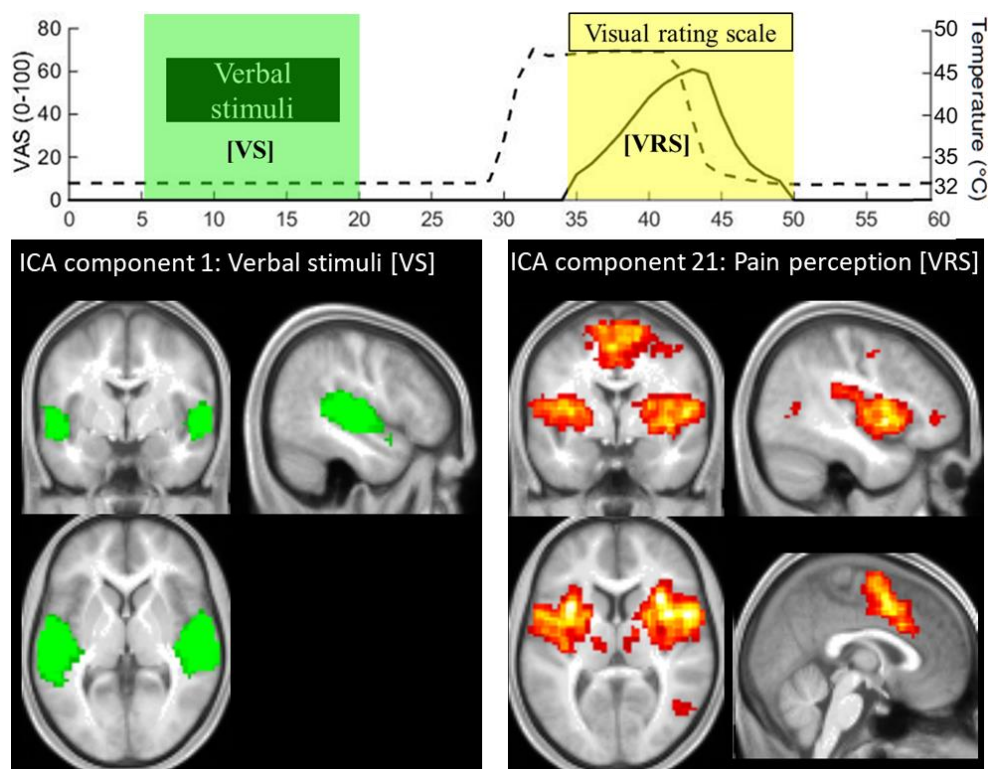 80
60
40
20
0
VAS (0-100)
Verbal
stimuli
[VS]
Visual rating scale
[VRS]
50
45
40
35
32
Temperature
(°C)
0 5 10 15 20 25 30 35 40 45 50 60
ICA component 1: Verbal stimuli [VS]
ICA component 21: Pain perception [VRS]